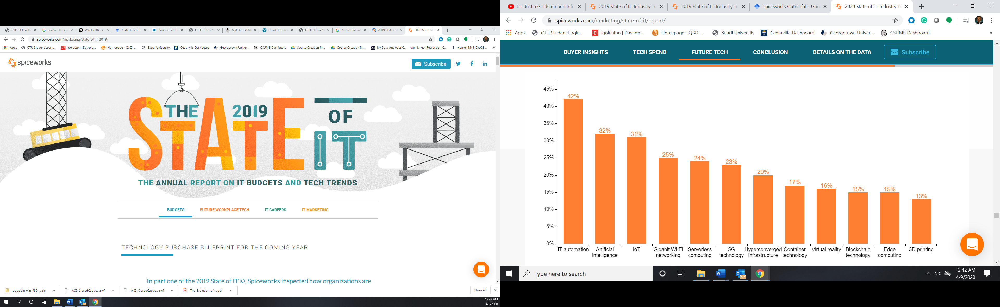 CTU - Class H
scada - Googl
What is the Au
Justin L Goldst
Basics of indus
CTU - Class M
MyLab and M
Create Homew
CTU - Class M
"Industrial aut
2019 State of
2019 State of
spiceworks.com/marketing/state-of-it-2019/
Apps
CTU Student Login...
jgoldston | Davenp...
Homepage - QSO-...
Saudi University
Cedarville Dashboard
Georgetown Univer...
CSUMB Dashboard
Course Creation M...
Course Creation M...
Ivy Data Analytics C...
Linear Regression C...
Home | My.NCWC.E...
»
spiceworks
Subscribe
THE 2019
STATE OF
IT
THE ANNUAL REPORT ON IT BUDGETS AND TECH TRENDS
BUDGETS
FUTURE WORKPLACE TECH
IT CAREERS
IT MARKETING
TECHNOLOGY PURCHASE BLUEPRINT FOR THE COMING YEAR
In part one of the 2019 State of IT ©, Spiceworks inspected how organizations are
ac_addin_win_980_....zip
AC9_ClosedCaptio....swf
AC9_ClosedCaptio....swf
The-Evolution-of-....pdf
Show all
12:42 AM
4/9/2020
Dr. Justin Goldston and Info
2019 State of IT: Industry Tr
2019 State of IT: Industry Tr
spiceworks state of it - Goo
2020 State of IT: Industry Tr
spiceworks.com/marketing/state-of-it/report/
Apps
CTU Student Login...
jgoldston | Davenp...
Homepage - QSO-...
Saudi University
Cedarville Dashboard
Georgetown Univer...
CSUMB Dashboard
»
BUYER INSIGHTS
TECH SPEND
FUTURE TECH
CONCLUSION
DETAILS ON THE DATA
Subscribe
45%
40%
35%
30%
25%
20%
15%
10%
5%
0%
42%
32%
31%
25%
24%
23%
20%
17%
16%
15%
15%
13%
IT automation
Artificial
intelligence
IoT
Gigabit Wi-Fi
networking
Serverless
computing
5G
technology
Hyperconverged
infrastructure
Container
technology
Virtual reality
Blockchain
technology
Edge
computing
3D printing
Type here to search
12:42 AM
4/9/2020